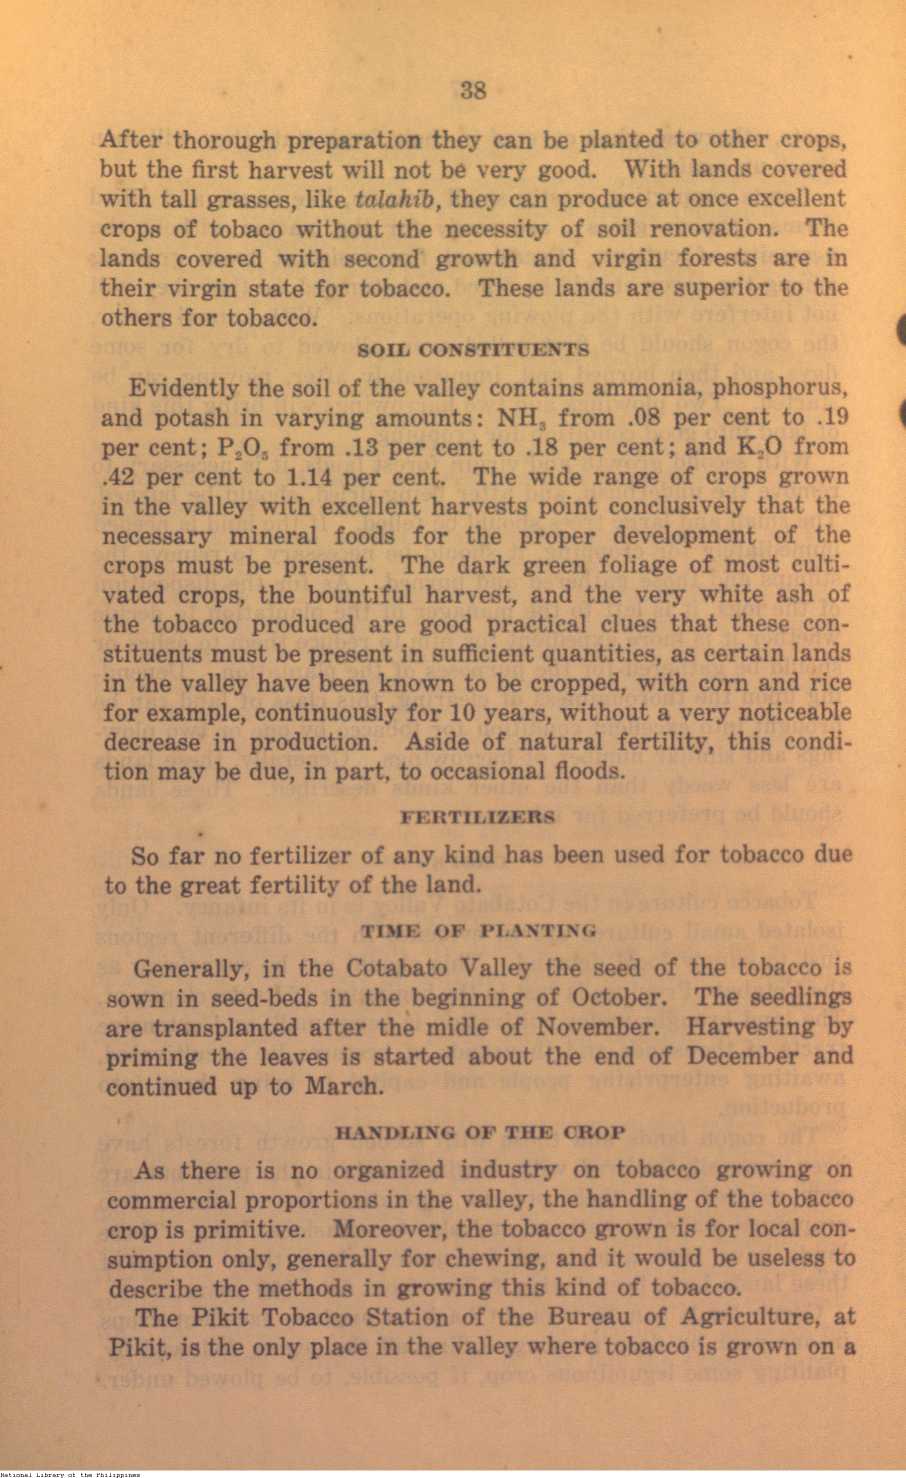 38
After thorough preparation they can be planted to other crops,
but the first harvest will not be very good. With lands covered
with tall grasses, like talahib, they can produce at once excellent
crops of tobaco without the necessity of soil renovation. The
lands covered with second growth and virgin forests are in
their virgin state for tobacco. These lands are superior to the
others for tobacco.
SOIL CONSTITUENTS
Evidently the soil of the valley contains ammonia, phosphorus,
and potash in varying amounts: NH₃ from .08 per cent to .19
per cent; P₂O₅ from .13 per cent to .18 per cent; and K₂O from
.42 per cent to 1.14 per cent. The wide range of crops grown
in the valley with excellent harvests point conclusively that the
necessary mineral foods for the proper development of the
crops must be present. The dark green foliage of most culti-
vated crops, the bountiful harvest, and the very white ash of
the tobacco produced are good practical clues that these con-
stituents must be present in sufficient quantities, as certain lands
in the valley have been known to be cropped, with corn and rice
for example, continuously for 10 years, without a very noticeable
decrease in production. Aside of natural fertility, this condi-
tion may be due, in part, to occasional floods.
FERTILIZERS
So far no fertilizer of any kind has been used for tobacco due
to the great fertility of the land.
TIME OF PLANTING
Generally, in the Cotabato Valley the seed of the tobacco is
sown in seed-beds in the beginning of October. The seedlings
are transplanted after the midle of November. Harvesting by
priming the leaves is started about the end of December and
continued up to March.
HANDLING OF THE CROP
As there is no organized industry on tobacco growing on
commercial proportions in the valley, the handling of the tobacco
crop is primitive. Moreover, the tobacco grown is for local con-
sumption only, generally for chewing, and it would be useless to
describe the methods in growing this kind of tobacco.
The Pikit Tobacco Station of the Bureau of Agriculture, at
Pikit, is the only place in the valley where tobacco is grown on a
National Library of the Philippines